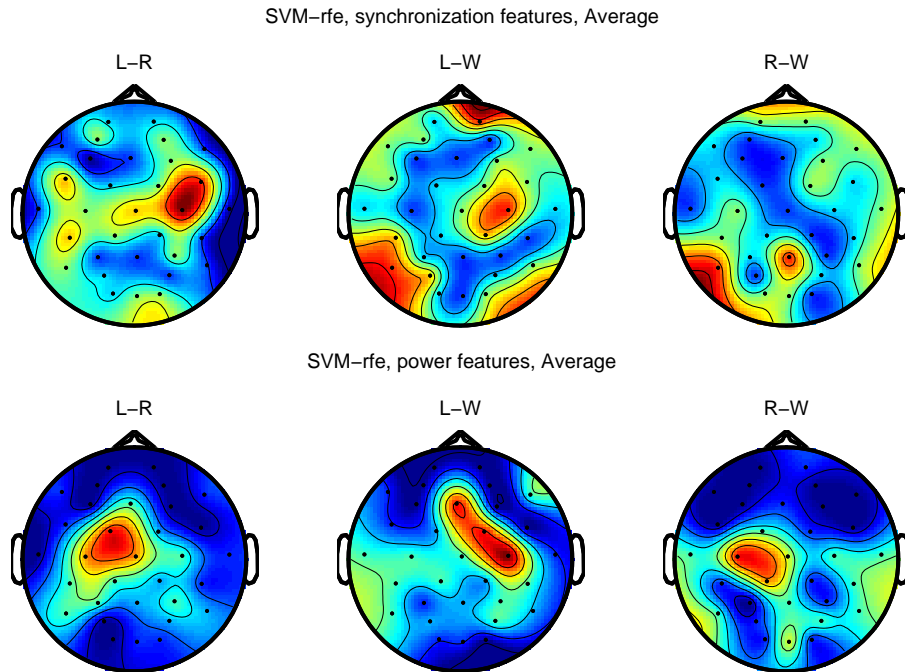 SVM−rfe, synchronization features, Average
L−R L−W R−W
SVM−rfe, power features, Average
L−R L−W R−W